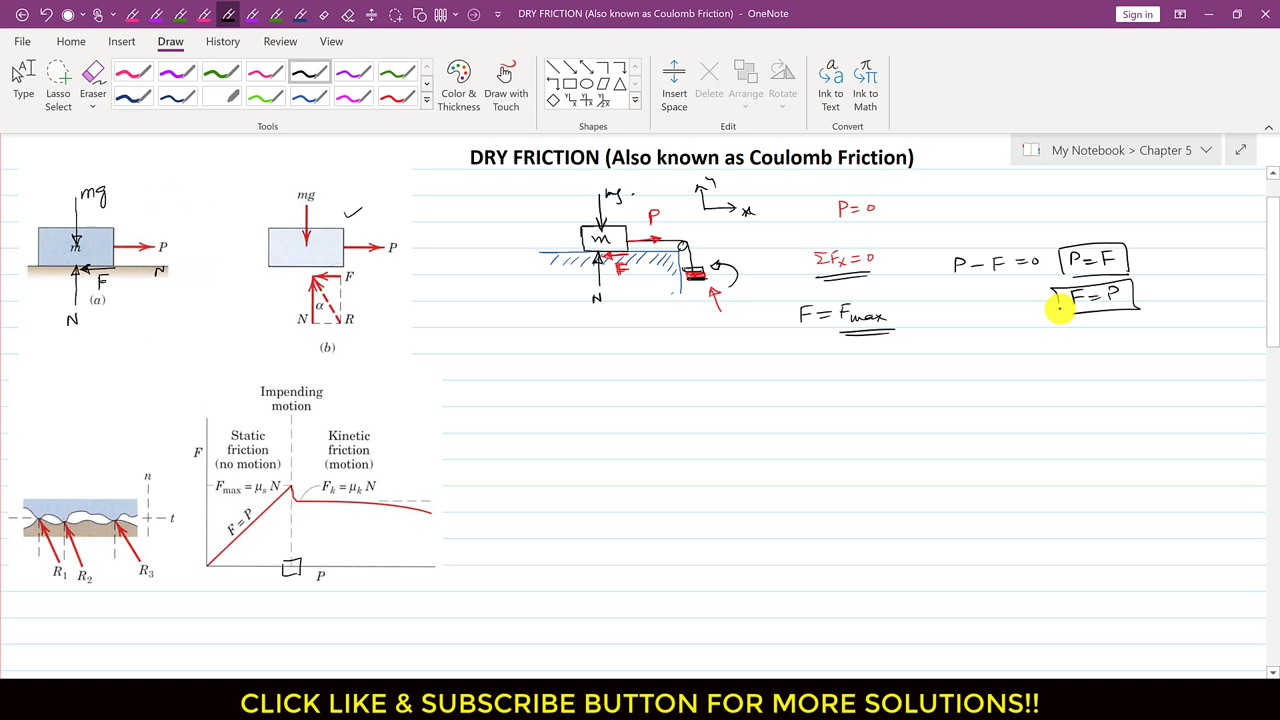 DRY FRICTION (Also known as Coulomb Friction) - OneNote
Sign in
File Home Insert Draw History Review View
Type
Lasso Select
Eraser
Color & Thickness
Draw with Touch
Insert Space
Delete
Arrange
Rotate
Ink to Text
Ink to Math
Tools
Shapes
Edit
Convert
DRY FRICTION (Also known as Coulomb Friction)
My Notebook > Chapter 5
mg
m
P
F
N
N
(a)
mg
P
F
α
N
R
(b)
mg
m
P
F
N
y
x
P = 0
ΣFx = 0
F = Fmax
P - F = 0
P = F
F = P
Impending motion
Static friction (no motion)
Kinetic friction (motion)
F
Fmax = μs N
Fk = μk N
F = P
P
n
t
R1
R2
R3
CLICK LIKE & SUBSCRIBE BUTTON FOR MORE SOLUTIONS!!